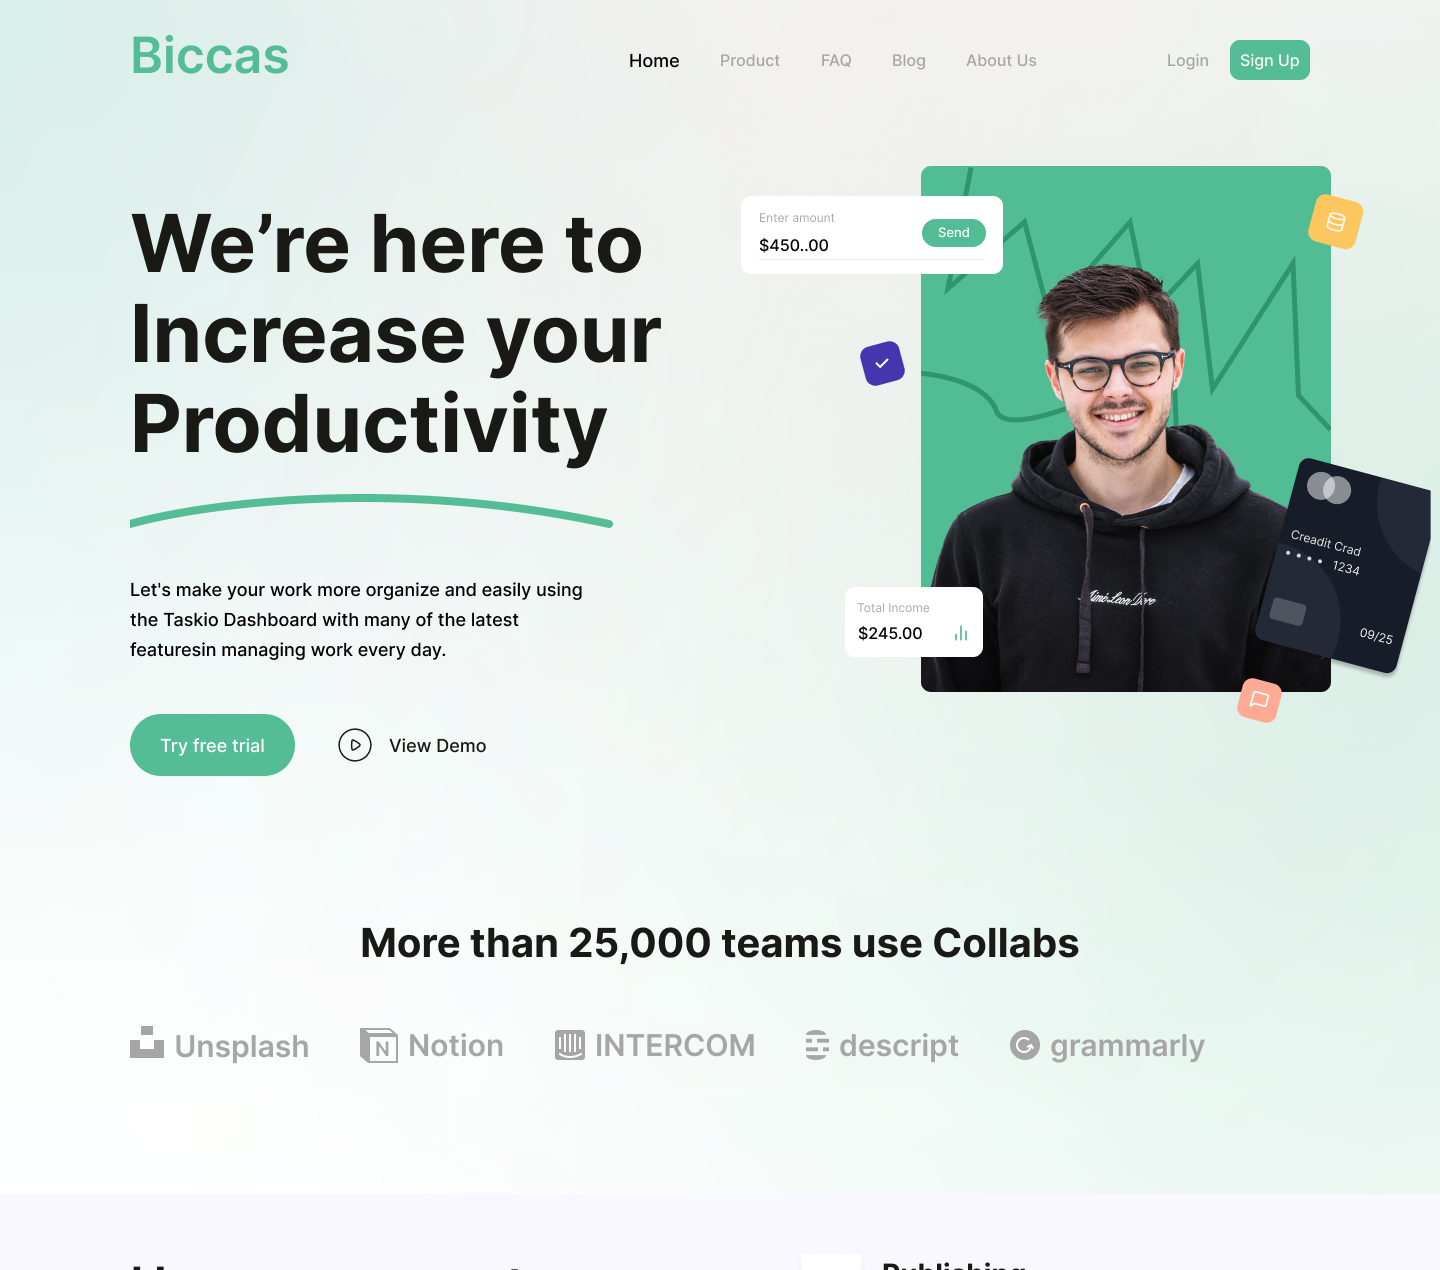 Biccas
Home
Product
FAQ
Blog
About Us
Login
Sign Up
We’re here to
Increase your
Productivity
Let's make your work more organize and easily using
the Taskio Dashboard with many of the latest
featuresin managing work every day.
Try free trial
View Demo
Enter amount
$450..00
Send
Creadit Crad
1234
09/25
Aimé Leon Dore
Total Income
$245.00
More than 25,000 teams use Collabs
Unsplash
Notion
INTERCOM
descript
grammarly
Publishing